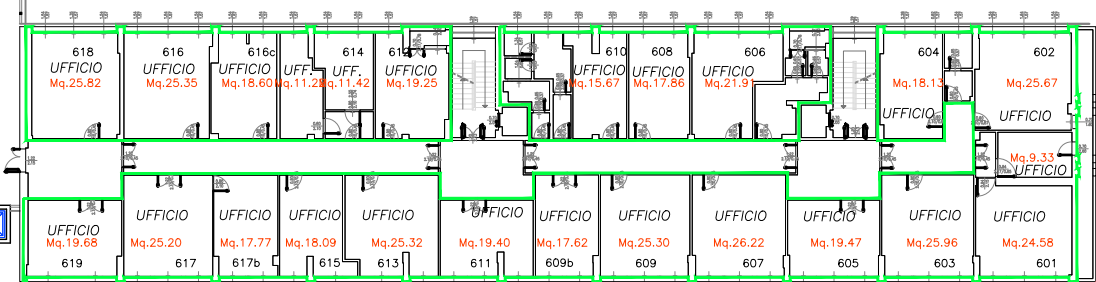 618
616
616c
614
610
608
606
604
602
UFFICIO
UFFICIO
UFFICIO
UFF.
UFF.
UFFICIO
UFFICIO
UFFICIO
UFFICIO
Mq.25.82
Mq.25.35
Mq.18.60
Mq.11.42
Mq.19.25
Mq.15.67
Mq.17.86
Mq.21.91
Mq.18.13
Mq.25.67
UFFICIO
UFFICIO
Mq.9.33
UFFICIO
UFFICIO
UFFICIO
UFFICIO
UFFICIO
UFFICIO
UFFICIO
UFFICIO
UFFICIO
UFFICIO
UFFICIO
UFFICIO
UFFICIO
Mq.19.68
Mq.25.20
Mq.17.77
Mq.18.09
Mq.25.32
Mq.19.40
Mq.17.62
Mq.25.30
Mq.26.22
Mq.19.47
Mq.25.96
Mq.24.58
619
617
617b
615
613
611
609b
609
607
605
603
601